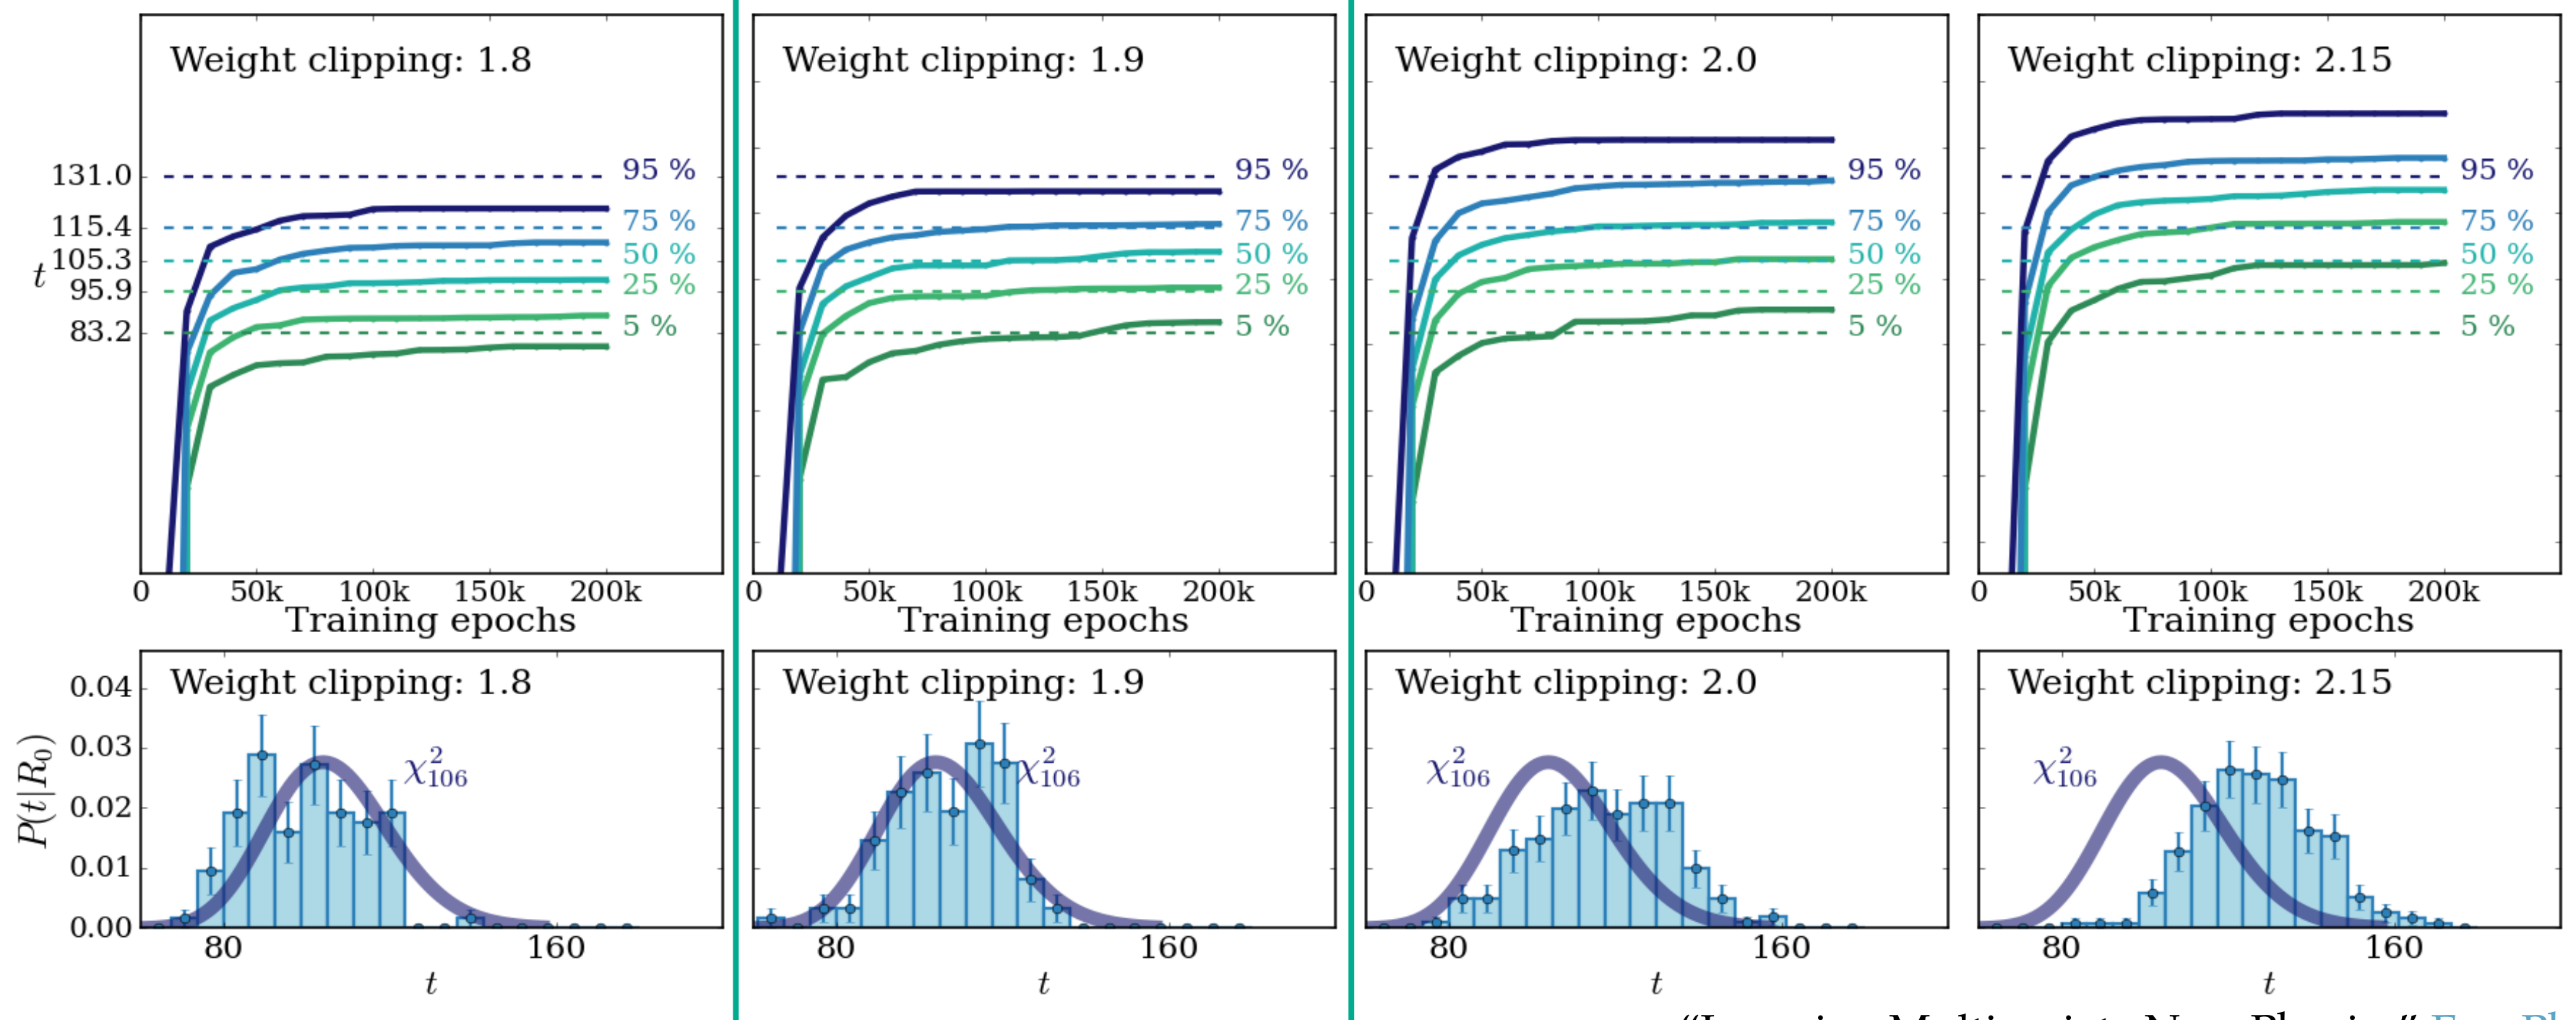 Weight clipping: 1.8
131.0
115.4
105.3
95.9
83.2
t
95 %
75 %
50 %
25 %
5 %
0 50k 100k 150k 200k
Training epochs
Weight clipping: 1.9
95 %
75 %
50 %
25 %
5 %
0 50k 100k 150k 200k
Training epochs
Weight clipping: 2.0
95 %
75 %
50 %
25 %
5 %
0 50k 100k 150k 200k
Training epochs
Weight clipping: 2.15
95 %
75 %
50 %
25 %
5 %
0 50k 100k 150k 200k
Training epochs
Weight clipping: 1.8
0.04
0.03
0.02
0.01
0.00
P(t|R₀)
χ²₁₀₆
80 160
t
Weight clipping: 1.9
χ²₁₀₆
80 160
t
Weight clipping: 2.0
χ²₁₀₆
80 160
t
Weight clipping: 2.15
χ²₁₀₆
80 160
t